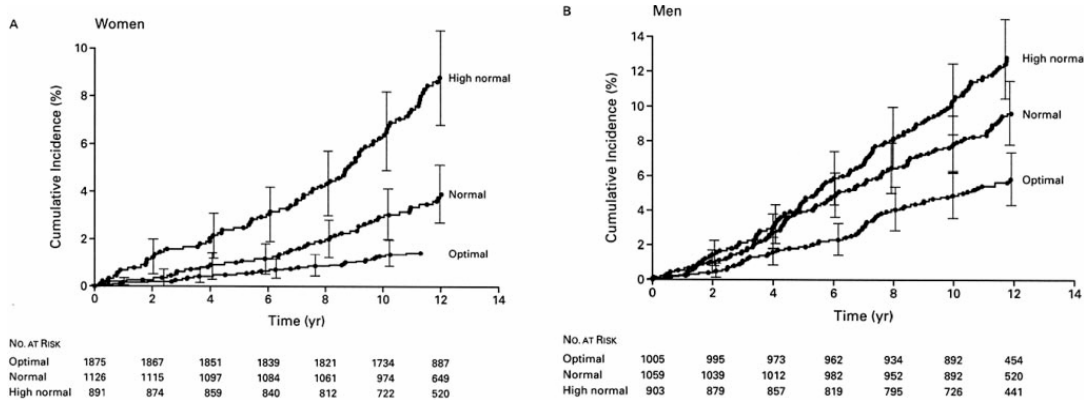 A
Women
Cumulative Incidence (%)
10
8
6
4
2
0
High normal
Normal
Optimal
0 2 4 6 8 10 12 14
Time (yr)
NO. AT RISK
Optimal 1875 1867 1851 1839 1821 1734 887
Normal 1126 1115 1097 1084 1061 974 649
High normal 891 874 859 840 812 722 520
B
Men
Cumulative Incidence (%)
14
12
10
8
6
4
2
0
High norma
Normal
Optimal
0 2 4 6 8 10 12 14
Time (yr)
NO. AT RISK
Optimal 1005 995 973 962 934 892 454
Normal 1059 1039 1012 982 952 892 520
High normal 903 879 857 819 795 726 441